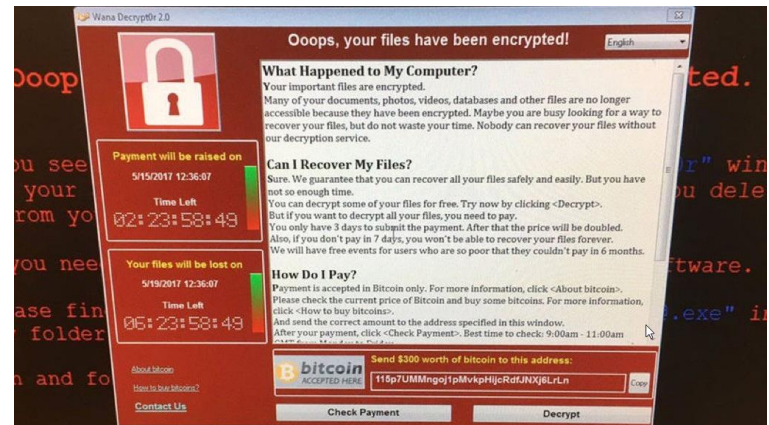 Wana Decrypt0r 2.0
Ooops, your files have been encrypted!
English
What Happened to My Computer?
Your important files are encrypted.
Many of your documents, photos, videos, databases and other files are no longer
accessible because they have been encrypted. Maybe you are busy looking for a way to
recover your files, but do not waste your time. Nobody can recover your files without
our decryption service.
Can I Recover My Files?
Sure. We guarantee that you can recover all your files safely and easily. But you have
not so enough time.
You can decrypt some of your files for free. Try now by clicking <Decrypt>.
But if you want to decrypt all your files, you need to pay.
You only have 3 days to submit the payment. After that the price will be doubled.
Also, if you don't pay in 7 days, you won't be able to recover your files forever.
We will have free events for users who are so poor that they couldn't pay in 6 months.
How Do I Pay?
Payment is accepted in Bitcoin only. For more information, click <About bitcoin>.
Please check the current price of Bitcoin and buy some bitcoins. For more information,
click <How to buy bitcoins>.
And send the correct amount to the address specified in this window.
After your payment, click <Check Payment>. Best time to check: 9:00am - 11:00am
GMT from Monday to Friday
Payment will be raised on
5/15/2017 12:36:07
Time Left
02:23:58:49
Your files will be lost on
5/19/2017 12:36:07
Time Left
06:23:58:49
About bitcoin
How to buy bitcoins?
Contact Us
bitcoin
ACCEPTED HERE
Send $300 worth of bitcoin to this address:
115p7UMMngoj1pMvkpHijcRdfJNXj6LrLn
Copy
Check Payment
Decrypt
Ooop
ted.
ou see
r" win
your
u dele
rom yo
you nee
tware.
ase fin
.exe" in
folder
n and fo